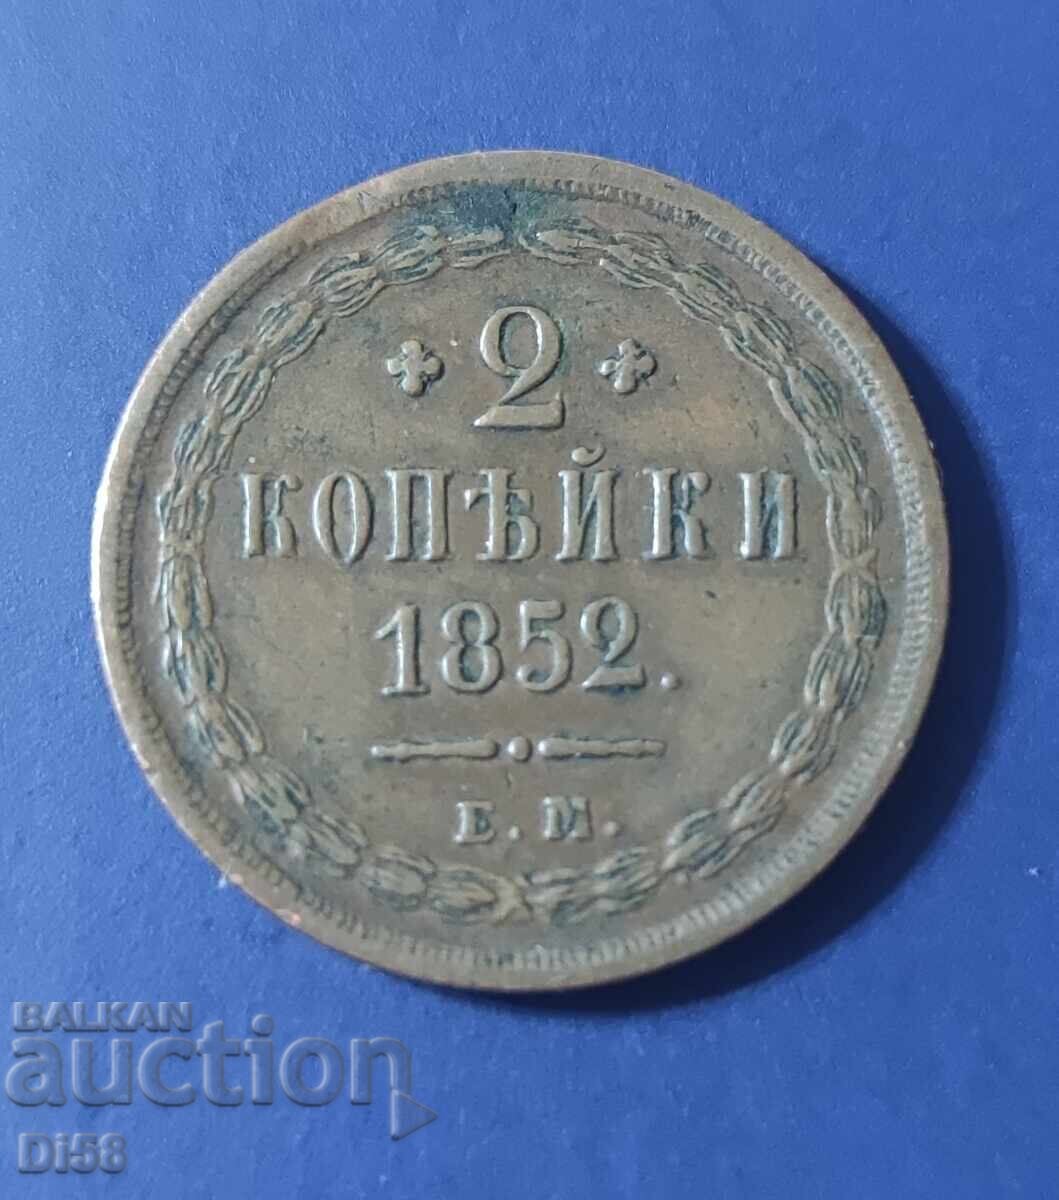 2
КОПѢЙКИ
1852.
Е.М.
BALKAN
auction
Di58